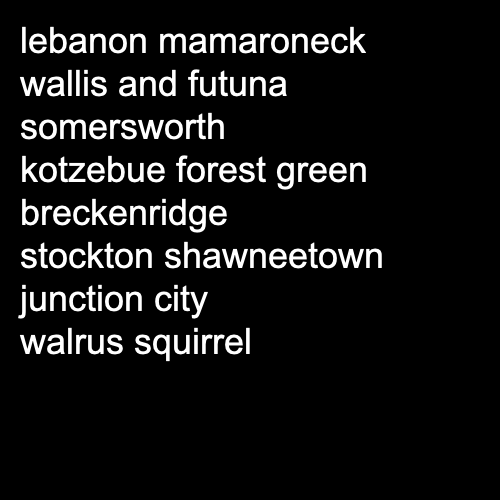 lebanon mamaroneck
wallis and futuna
somersworth
kotzebue forest green
breckenridge
stockton shawneetown
junction city
walrus squirrel